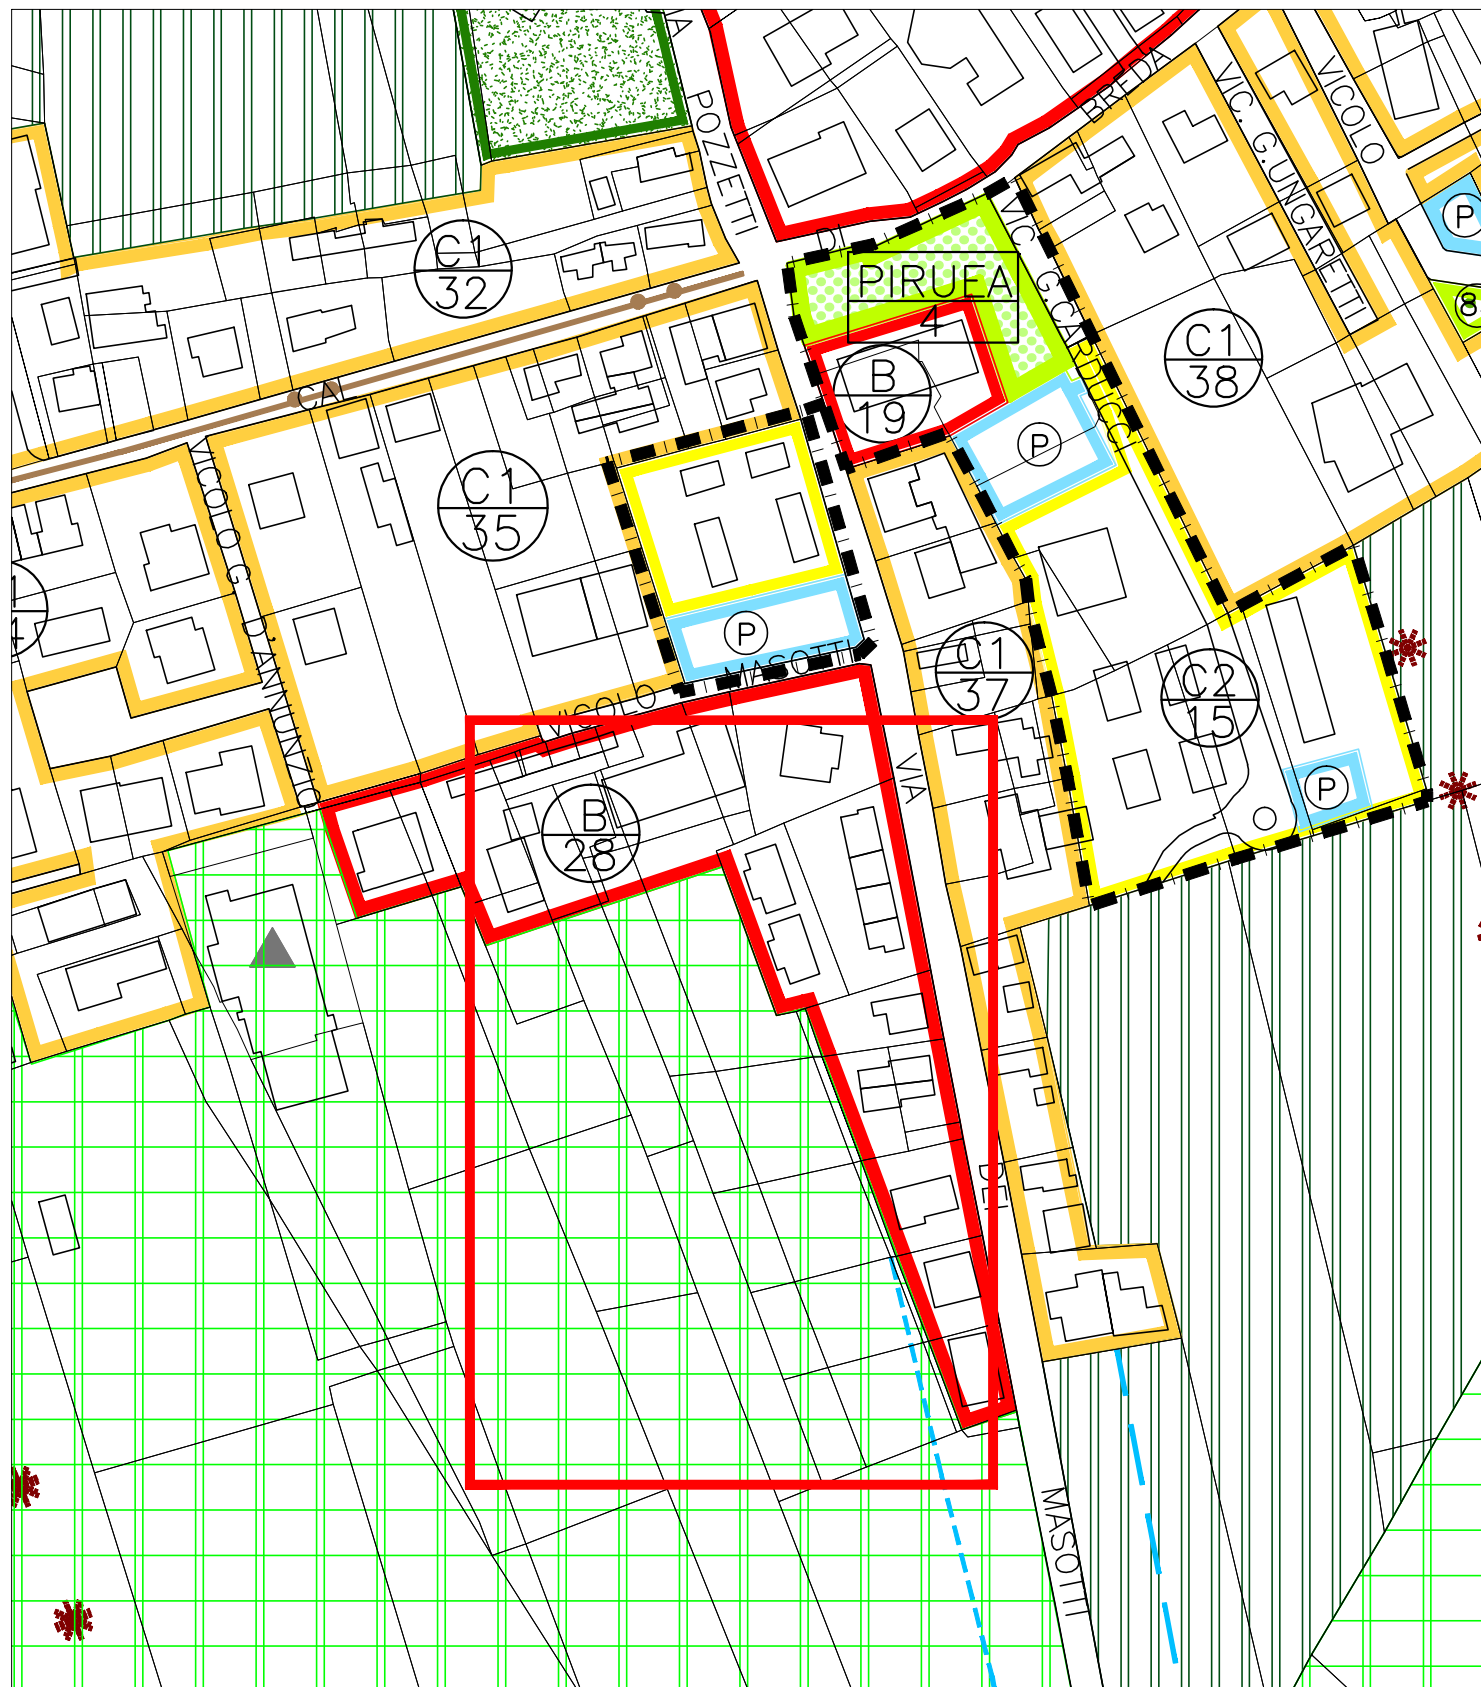 POZZETTI
DI
BREDA
VIC. G.UNGARETTI
VICOLO
P
8
C1
32
PIRUEA
4
VIC. G.CARDUCCI
C1
38
B
19
P
CA'
VICOLO G. D'ANNUNZIO
C1
35
P
VICOLO MASOTTI
C1
37
C2
15
P
VIA
B
28
DEI
MASOTTI